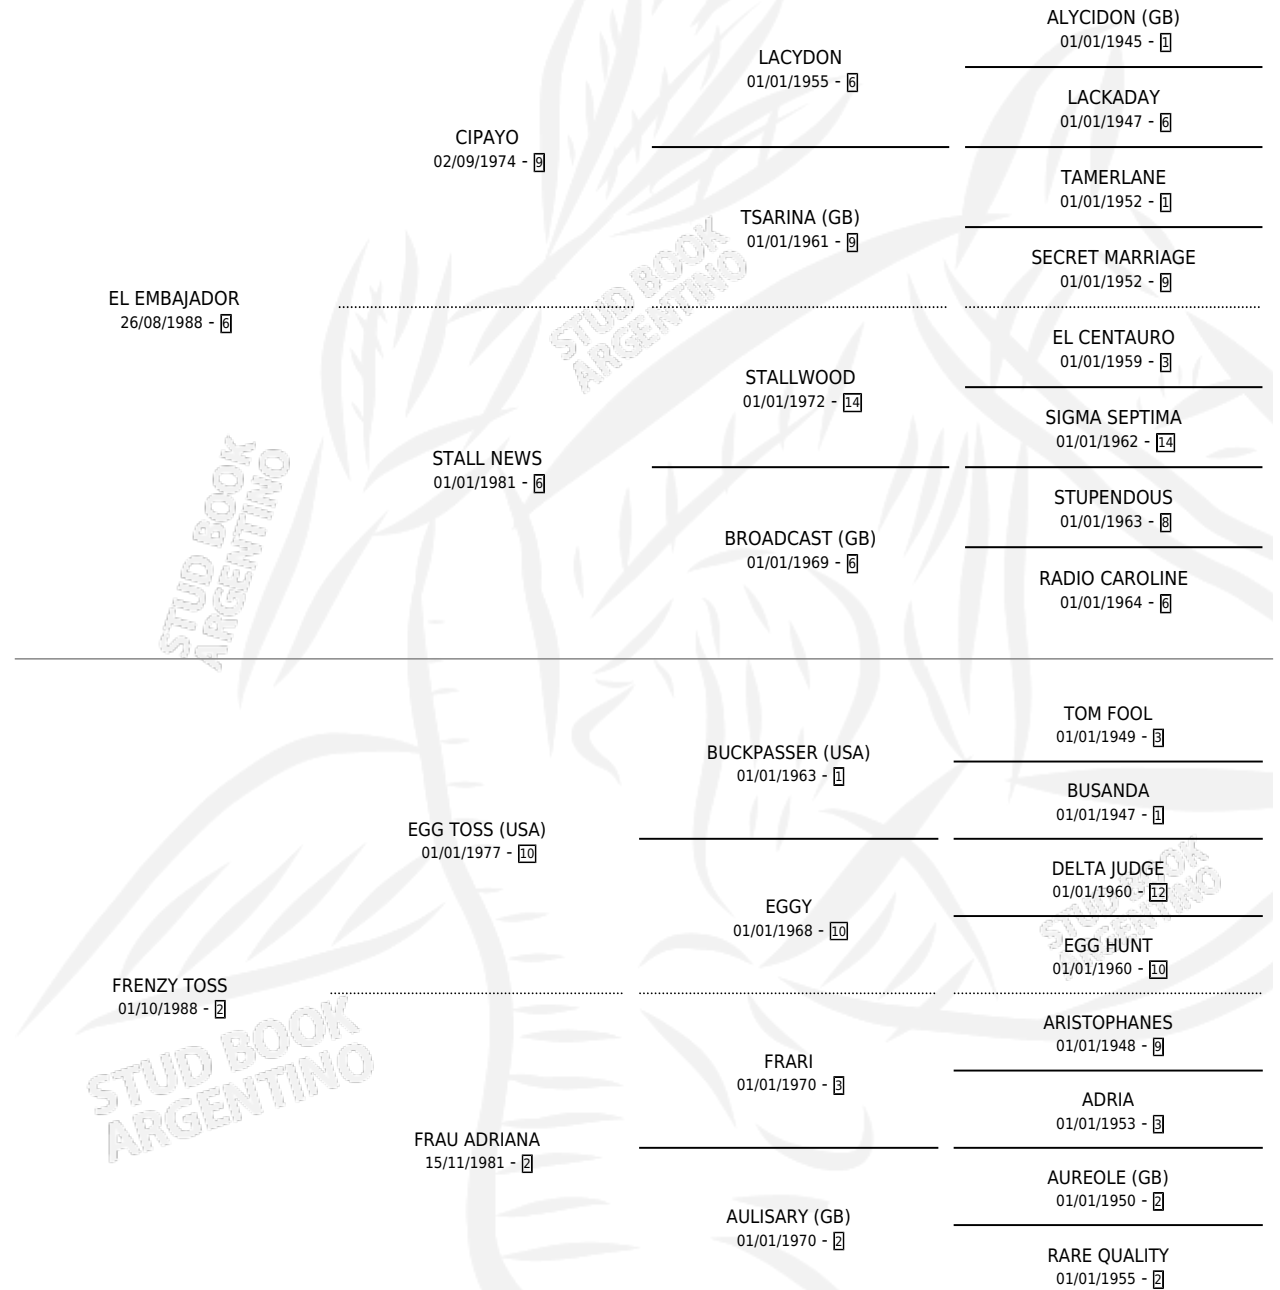 ALYCIDON (GB)
01/01/1945 - 1
LACYDON
01/01/1955 - 6
LACKADAY
01/01/1947 - 6
CIPAYO
02/09/1974 - 9
TAMERLANE
01/01/1952 - 1
TSARINA (GB)
01/01/1961 - 9
SECRET MARRIAGE
01/01/1952 - 9
EL EMBAJADOR
26/08/1988 - 6
EL CENTAURO
01/01/1959 - 3
STALLWOOD
01/01/1972 - 14
SIGMA SEPTIMA
01/01/1962 - 14
STALL NEWS
01/01/1981 - 6
STUPENDOUS
01/01/1963 - 8
BROADCAST (GB)
01/01/1969 - 6
RADIO CAROLINE
01/01/1964 - 6
TOM FOOL
01/01/1949 - 3
BUCKPASSER (USA)
01/01/1963 - 1
BUSANDA
01/01/1947 - 1
EGG TOSS (USA)
01/01/1977 - 10
DELTA JUDGE
01/01/1960 - 12
EGGY
01/01/1968 - 10
EGG HUNT
01/01/1960 - 10
FRENZY TOSS
01/10/1988 - 2
ARISTOPHANES
01/01/1948 - 9
FRARI
01/01/1970 - 3
ADRIA
01/01/1953 - 3
FRAU ADRIANA
15/11/1981 - 2
AUREOLE (GB)
01/01/1950 - 2
AULISARY (GB)
01/01/1970 - 2
RARE QUALITY
01/01/1955 - 2
STUD BOOK
ARGENTINO
STUD BOOK
ARGENTINO
STUD BOOK
ARGENTINO
STUD BOOK
ARGENTINO